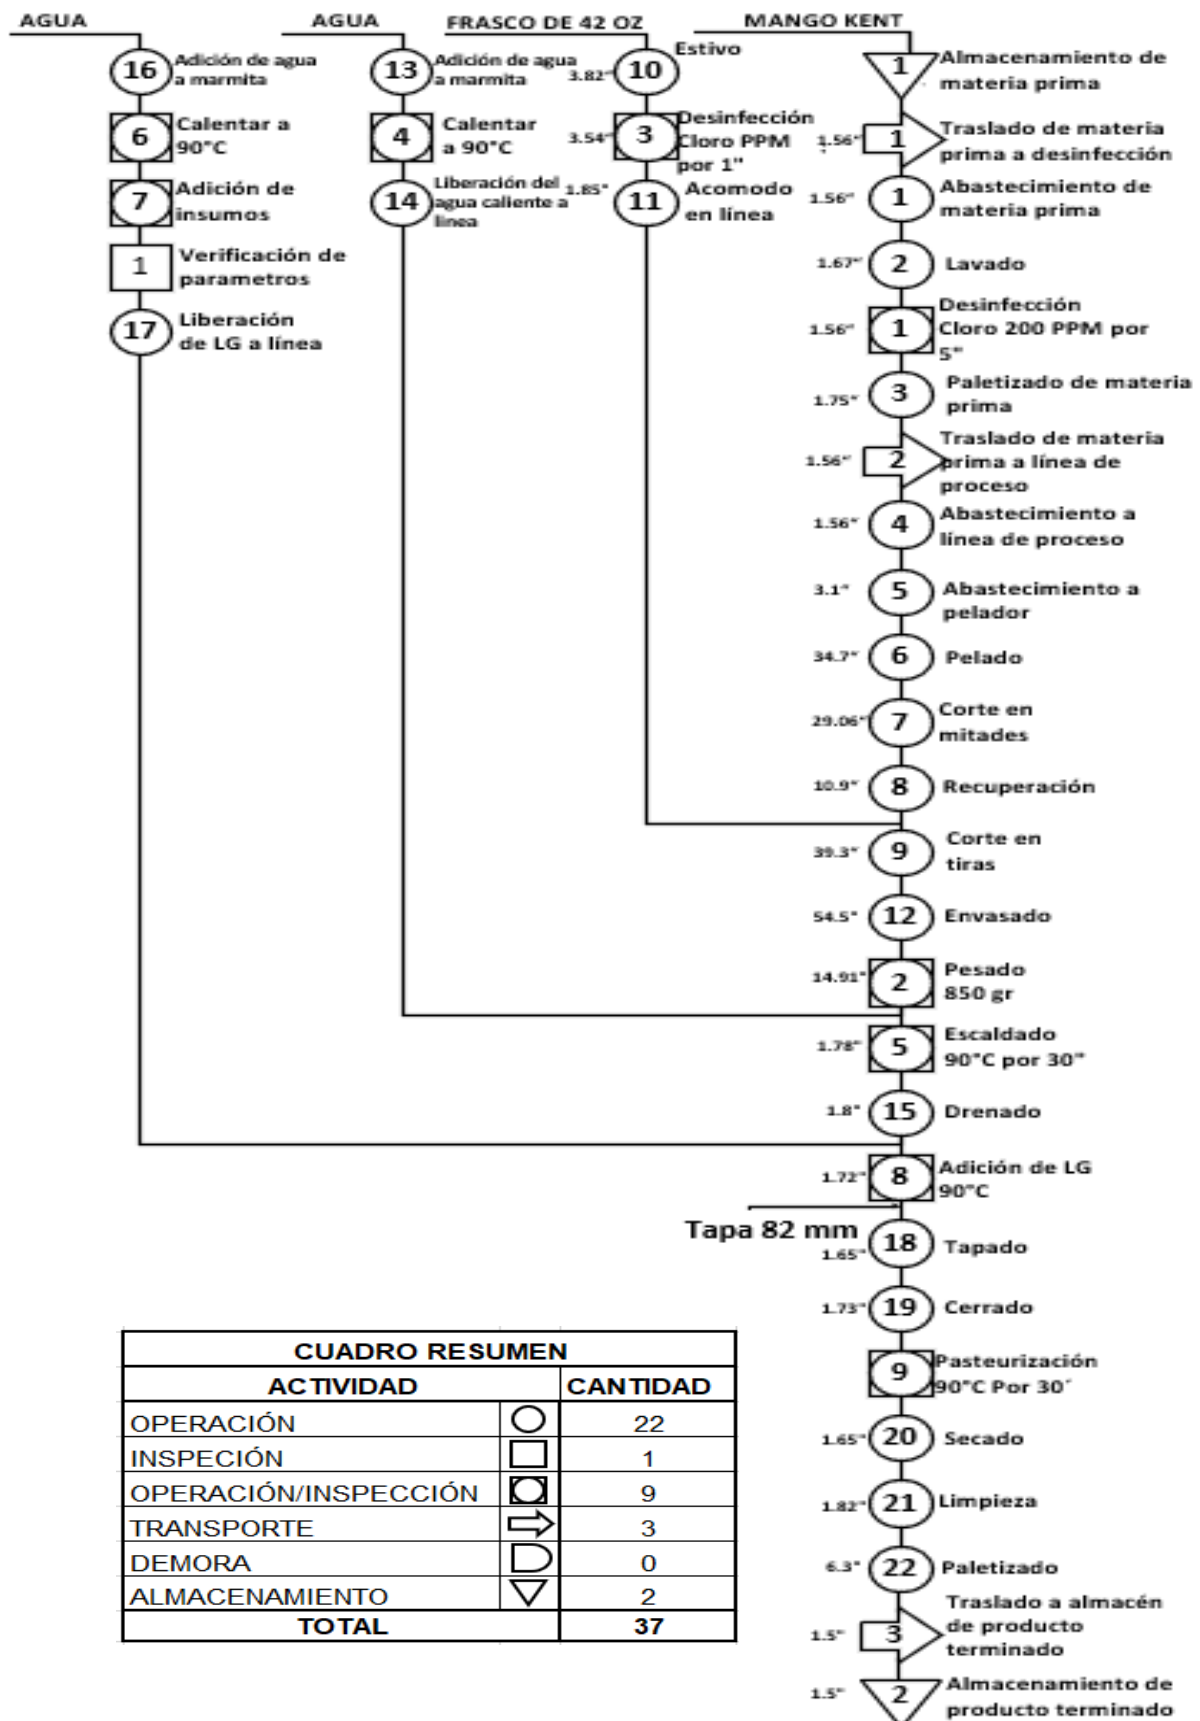 AGUA
16
Adición de agua
a marmita
6
Calentar a
90°C
7
Adición de
insumos
1
Verificación de
parametros
17
Liberación
de LG a línea
AGUA
13
Adición de agua
a marmita
4
Calentar
a 90°C
14
Liberación del
agua caliente a
linea
FRASCO DE 42 OZ
3.82"
10
Estivo
3.54"
3
Desinfección
Cloro PPM
por 1"
1.85"
11
Acomodo
en línea
MANGO KENT
1
Almacenamiento de
materia prima
1.56"
1
Traslado de materia
prima a desinfección
1.56"
1
Abastecimiento de
materia prima
1.67"
2
Lavado
1.56"
1
Desinfección
Cloro 200 PPM por
5"
1.75"
3
Paletizado de materia
prima
1.56"
2
Traslado de materia
prima a línea de
proceso
1.56"
4
Abastecimiento a
línea de proceso
3.1"
5
Abastecimiento a
pelador
34.7"
6
Pelado
29.06"
7
Corte en
mitades
10.9"
8
Recuperación
39.3"
9
Corte en
tiras
54.5"
12
Envasado
14.91"
2
Pesado
850 gr
1.78"
5
Escaldado
90°C por 30"
1.8"
15
Drenado
1.72"
8
Adición de LG
90°C
Tapa 82 mm
1.65"
18
Tapado
1.73"
19
Cerrado
9
Pasteurización
90°C Por 30´
1.65"
20
Secado
1.82"
21
Limpieza
6.3"
22
Paletizado
1.5"
3
Traslado a almacén
de producto
terminado
1.5"
2
Almacenamiento de
producto terminado
CUADRO RESUMEN
ACTIVIDAD CANTIDAD
OPERACIÓN 22
INSPECIÓN 1
OPERACIÓN/INSPECCIÓN 9
TRANSPORTE 3
DEMORA 0
ALMACENAMIENTO 2
TOTAL 37